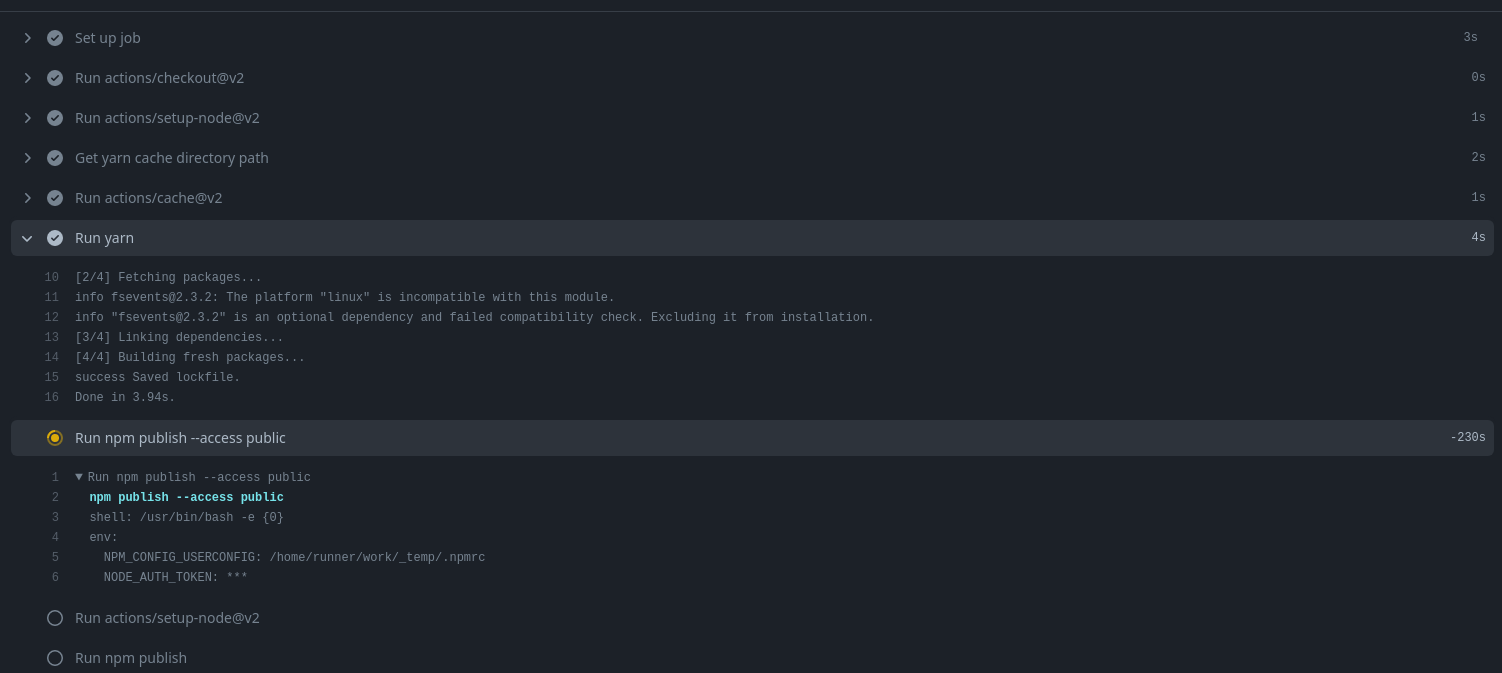 Set up job 3s
Run actions/checkout@v2 0s
Run actions/setup-node@v2 1s
Get yarn cache directory path 2s
Run actions/cache@v2 1s
Run yarn 4s
10 [2/4] Fetching packages...
11 info fsevents@2.3.2: The platform "linux" is incompatible with this module.
12 info "fsevents@2.3.2" is an optional dependency and failed compatibility check. Excluding it from installation.
13 [3/4] Linking dependencies...
14 [4/4] Building fresh packages...
15 success Saved lockfile.
16 Done in 3.94s.
Run npm publish --access public -230s
1 ▼ Run npm publish --access public
2 npm publish --access public
3 shell: /usr/bin/bash -e {0}
4 env:
5 NPM_CONFIG_USERCONFIG: /home/runner/work/_temp/.npmrc
6 NODE_AUTH_TOKEN: ***
Run actions/setup-node@v2
Run npm publish